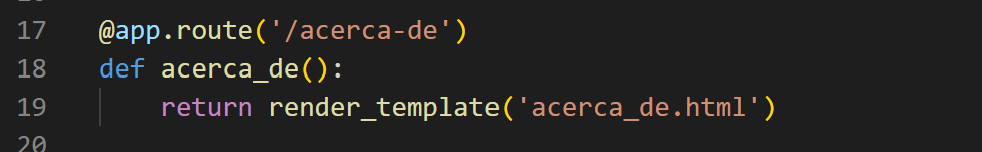 17 @app.route('/acerca-de')
18 def acerca_de():
19 return render_template('acerca_de.html')
20